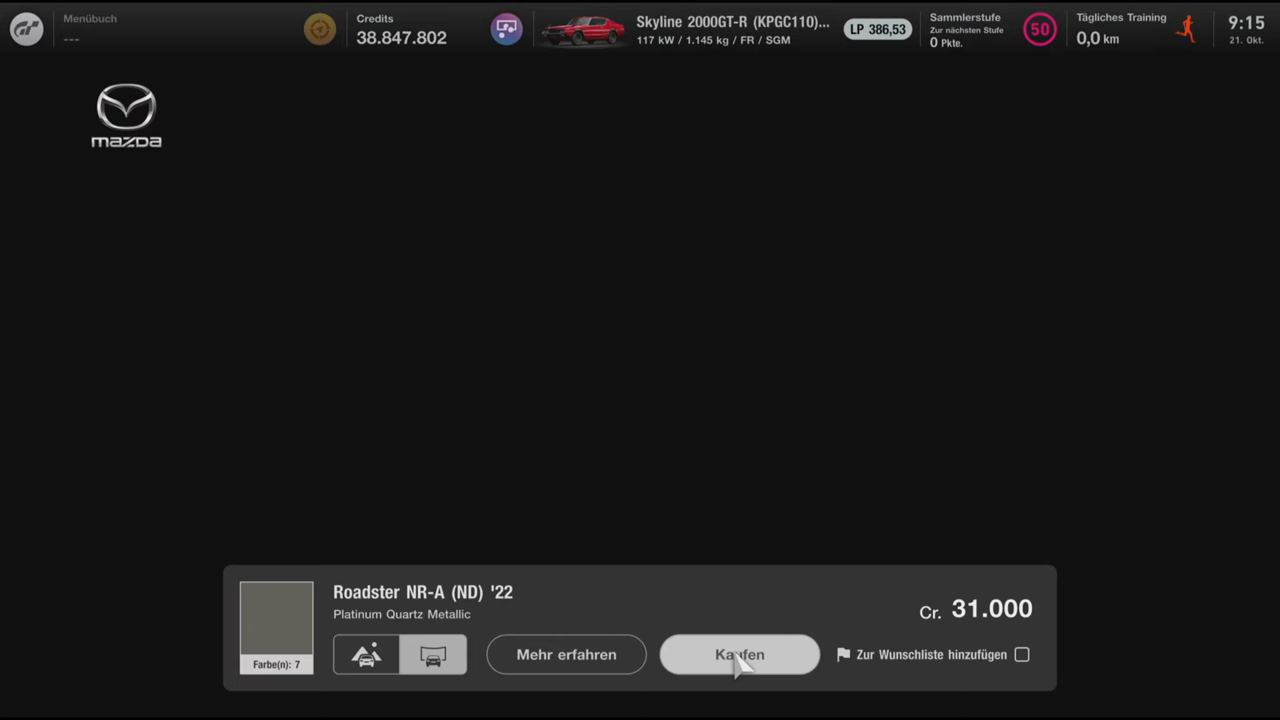 Menübuch
---
Credits
38.847.802
Skyline 2000GT-R (KPGC110)...
117 kW / 1.145 kg / FR / SGM
LP 386,53
Sammlerstufe
Zur nächsten Stufe
0 Pkte.
50
Tägliches Training
0,0 km
9:15
21. Okt.
mazda
Roadster NR-A (ND) '22
Platinum Quartz Metallic
Cr. 31.000
Farbe(n): 7
Mehr erfahren
Kaufen
Zur Wunschliste hinzufügen